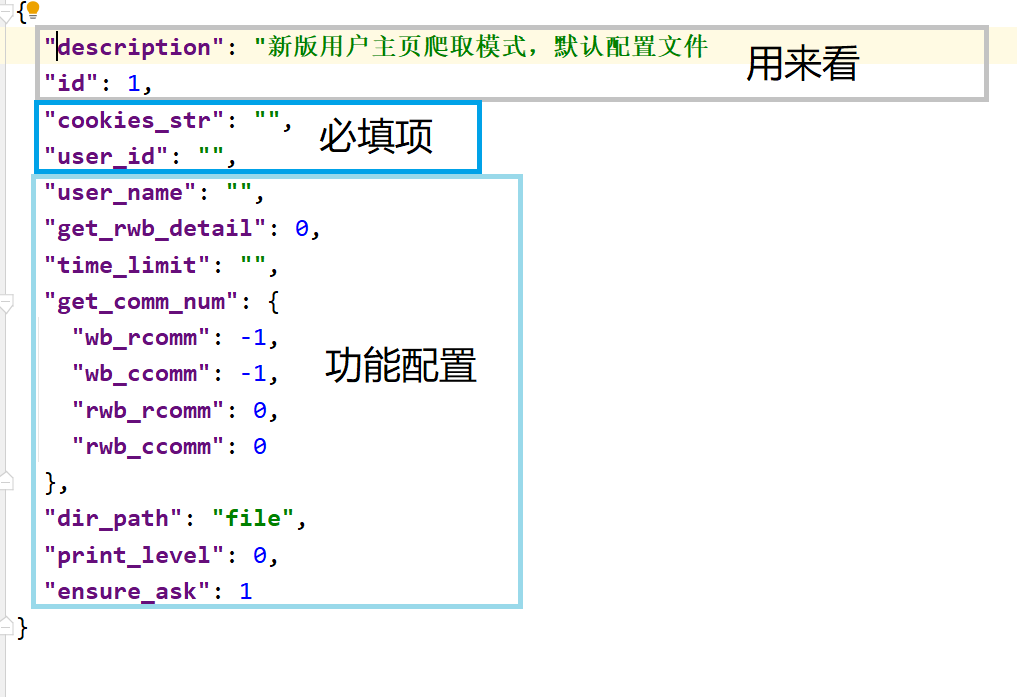 {
"description": "新版用户主页爬取模式，默认配置文件
用来看
"id": 1,
"cookies_str": "",
必填项
"user_id": "",
"user_name": "",
"get_rwb_detail": 0,
"time_limit": "",
"get_comm_num": {
"wb_rcomm": -1,
"wb_ccomm": -1,
功能配置
"rwb_rcomm": 0,
"rwb_ccomm": 0
},
"dir_path": "file",
"print_level": 0,
"ensure_ask": 1
}